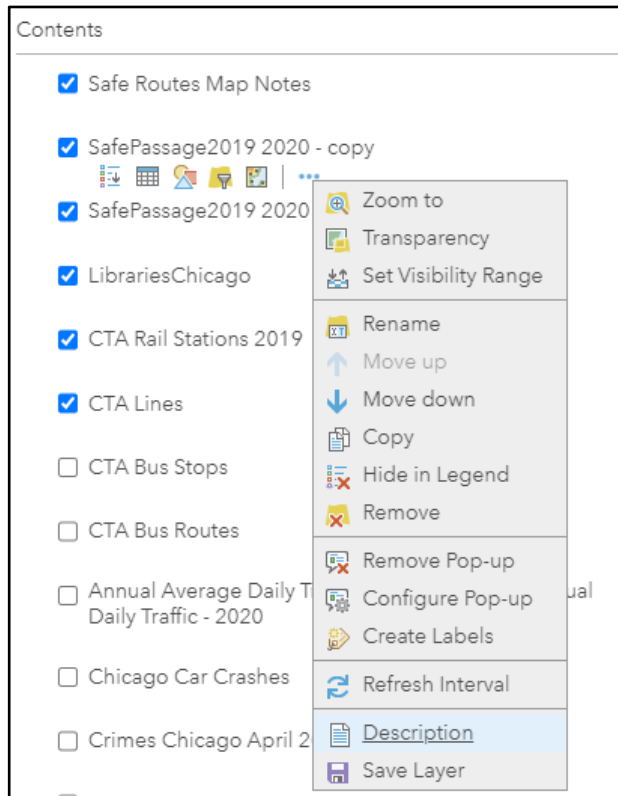 Contents
Safe Routes Map Notes
SafePassage2019 2020 - copy
SafePassage2019 2020
LibrariesChicago
CTA Rail Stations 2019
CTA Lines
CTA Bus Stops
CTA Bus Routes
Annual Average Daily ual
Daily Traffic - 2020
Chicago Car Crashes
Crimes Chicago April
Zoom to
Transparency
Set Visibility Range
Rename
Move up
Move down
Copy
Hide in Legend
Remove
Remove Pop-up
Configure Pop-up
Create Labels
Refresh Interval
Description
Save Layer